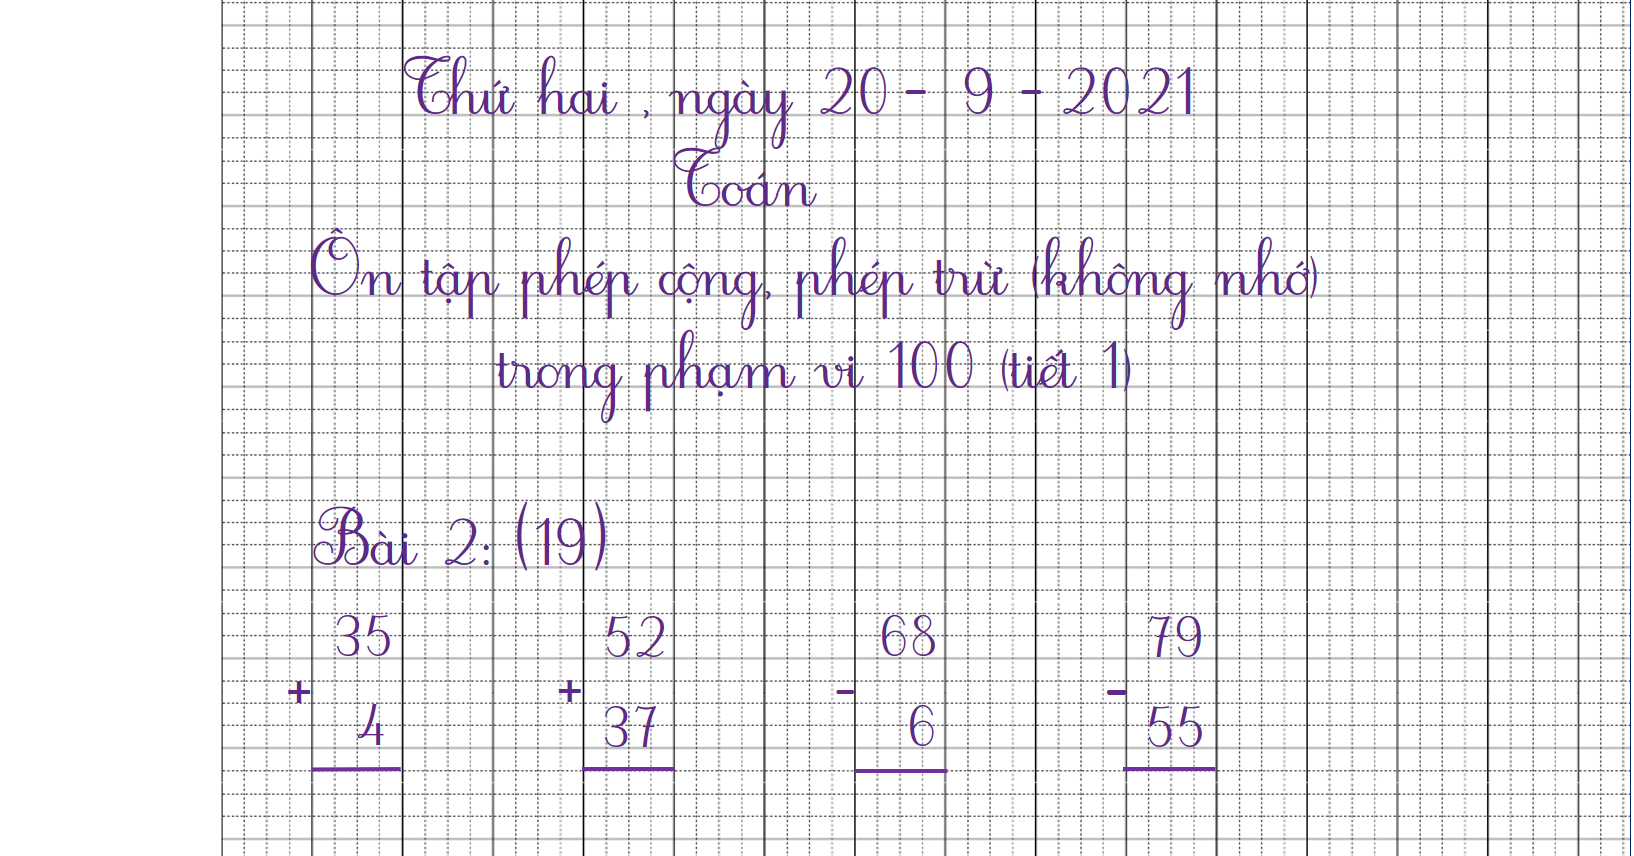 Thứ hai , ngày 20 - 9 - 2021
Toán
Ôn tập phép cộng, phép trừ (không nhớ)
trong phạm vi 100 (tiết 1)
Bài 2: (19)
35 52 68 79
+ + - -
4 37 6 55